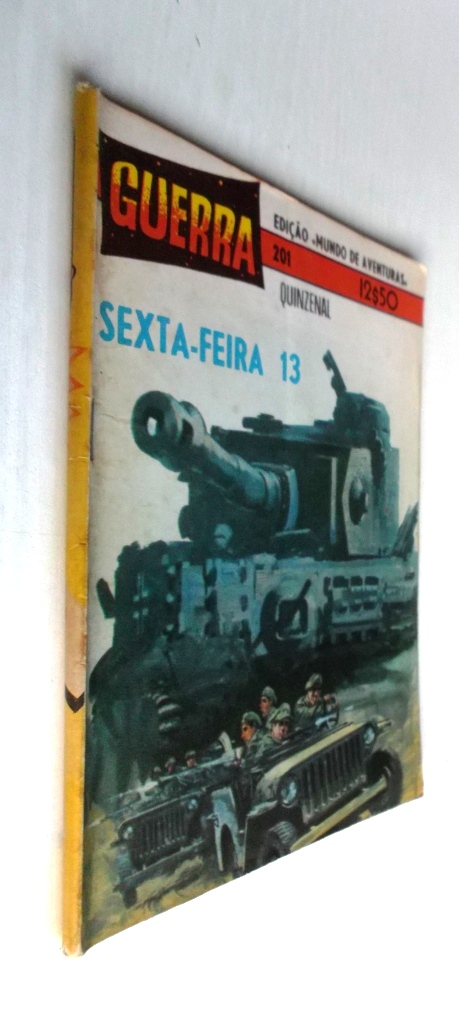 GUERRA
EDIÇÃO «MUNDO DE AVENTURAS»
201
12$50
QUINZENAL
SEXTA-FEIRA 13